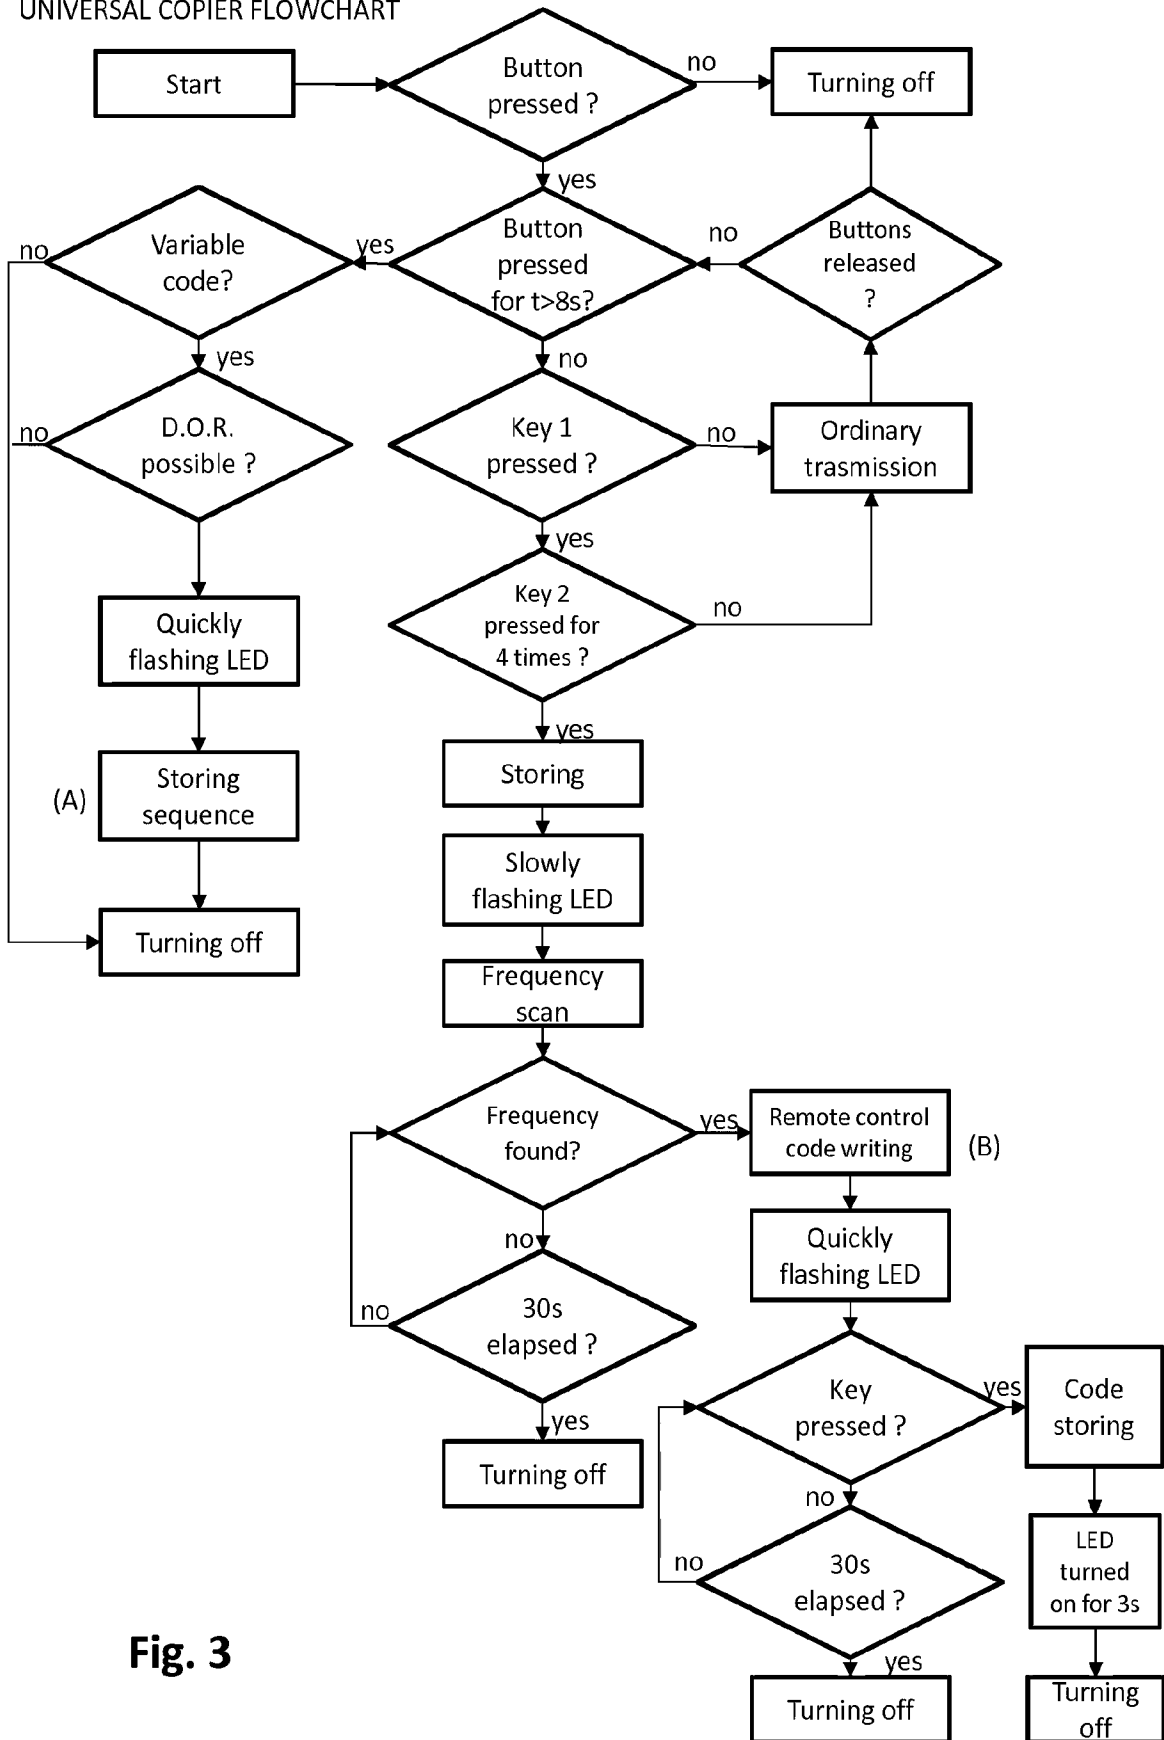 UNIVERSAL COPIER FLOWCHART
Start
Button
pressed ?
no
Turning off
yes
no
Variable
code?
yes
Button
pressed
for t>8s?
no
Buttons
released
?
yes
no
no
D.O.R.
possible ?
Key 1
pressed ?
no
Ordinary
trasmission
yes
Quickly
flashing LED
Key 2
pressed for
4 times ?
no
yes
(A)
Storing
sequence
Storing
Slowly
flashing LED
Turning off
Frequency
scan
Frequency
found?
yes
Remote control
code writing
(B)
no
Quickly
flashing LED
no
30s
elapsed ?
yes
Turning off
Key
pressed ?
yes
Code
storing
no
no
30s
elapsed ?
LED
turned
on for 3s
yes
Turning off
Turning
off
Fig. 3